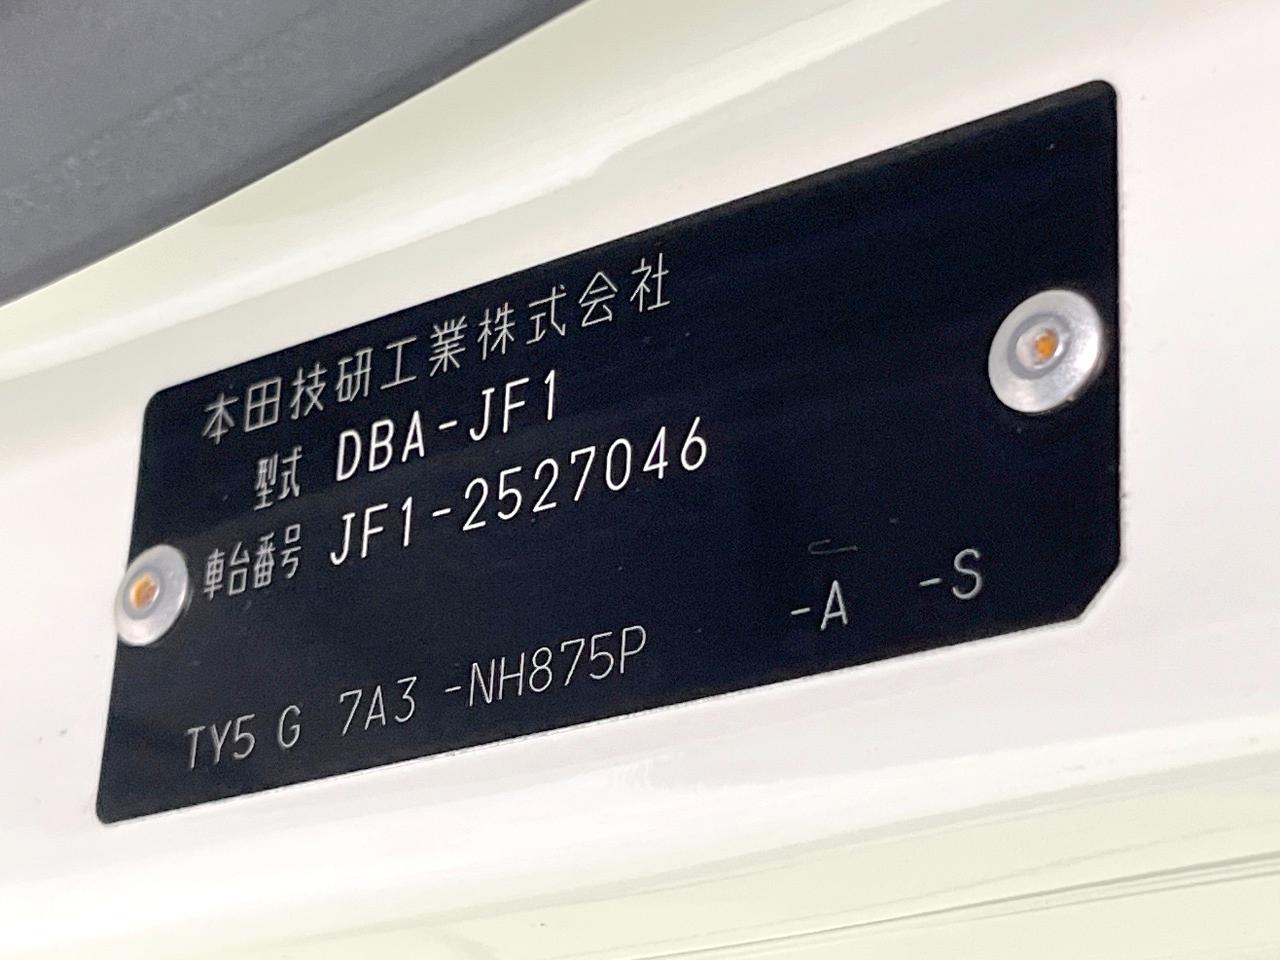 本田技研工業株式会社
型式 DBA-JF1
車台番号 JF1-2527046
TY5 G 7A3 -NH875P -A -S